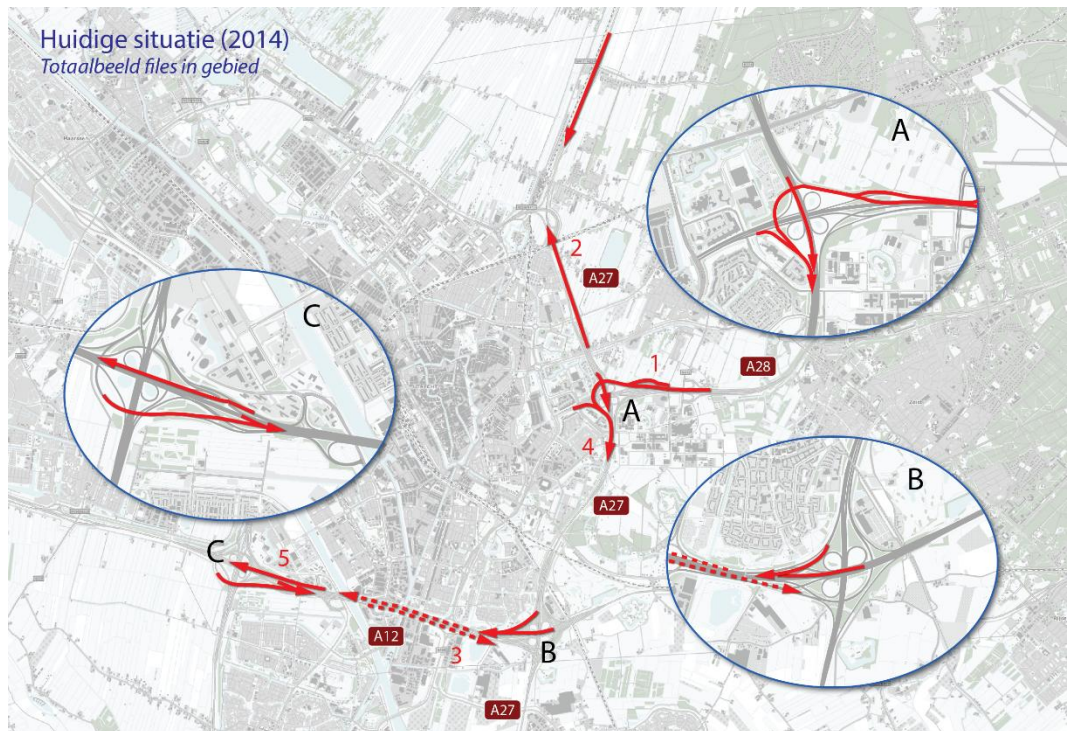 Huidige situatie (2014)
Totaalbeeld files in gebied
A
2
A27
C
1
A28
A
4
B
A27
C
5
A12
3
B
A27